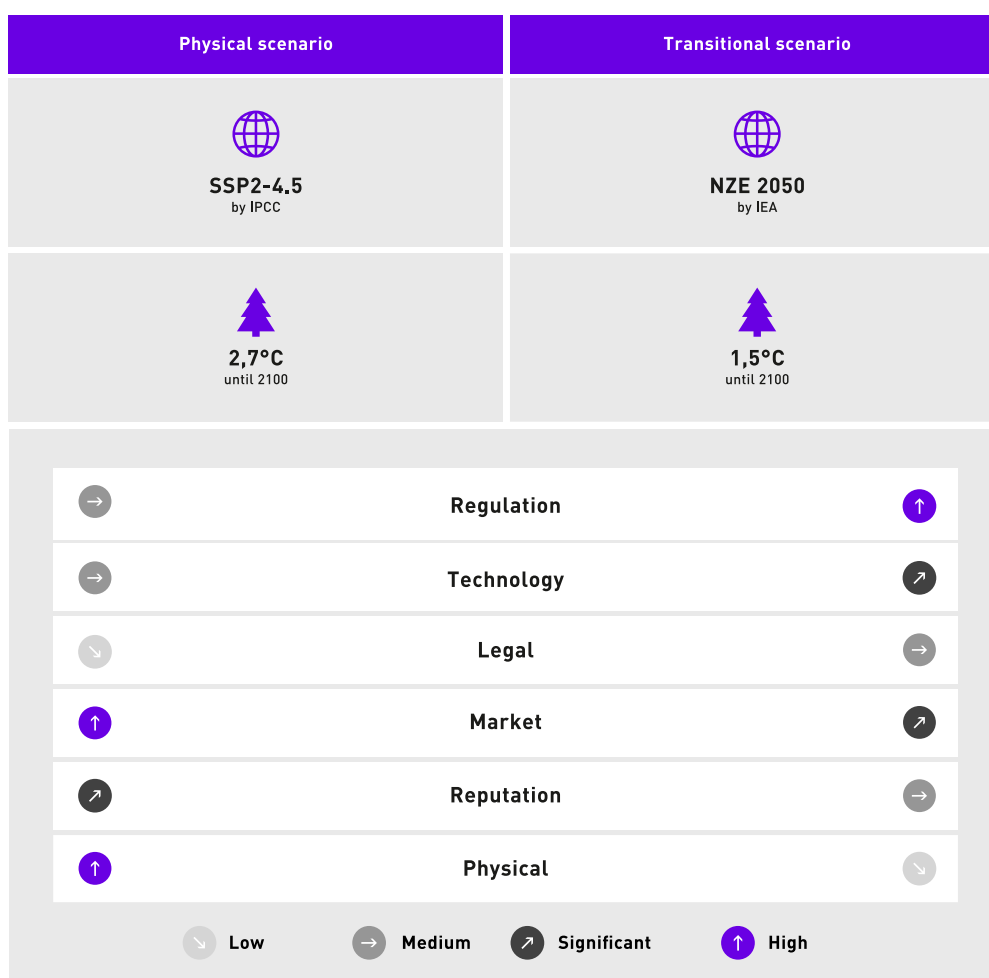 Physical scenario
Transitional scenario
SSP2-4.5
by IPCC
NZE 2050
by IEA
2,7°C
until 2100
1,5°C
until 2100
Regulation
Technology
Legal
Market
Reputation
Physical
Low Medium Significant High